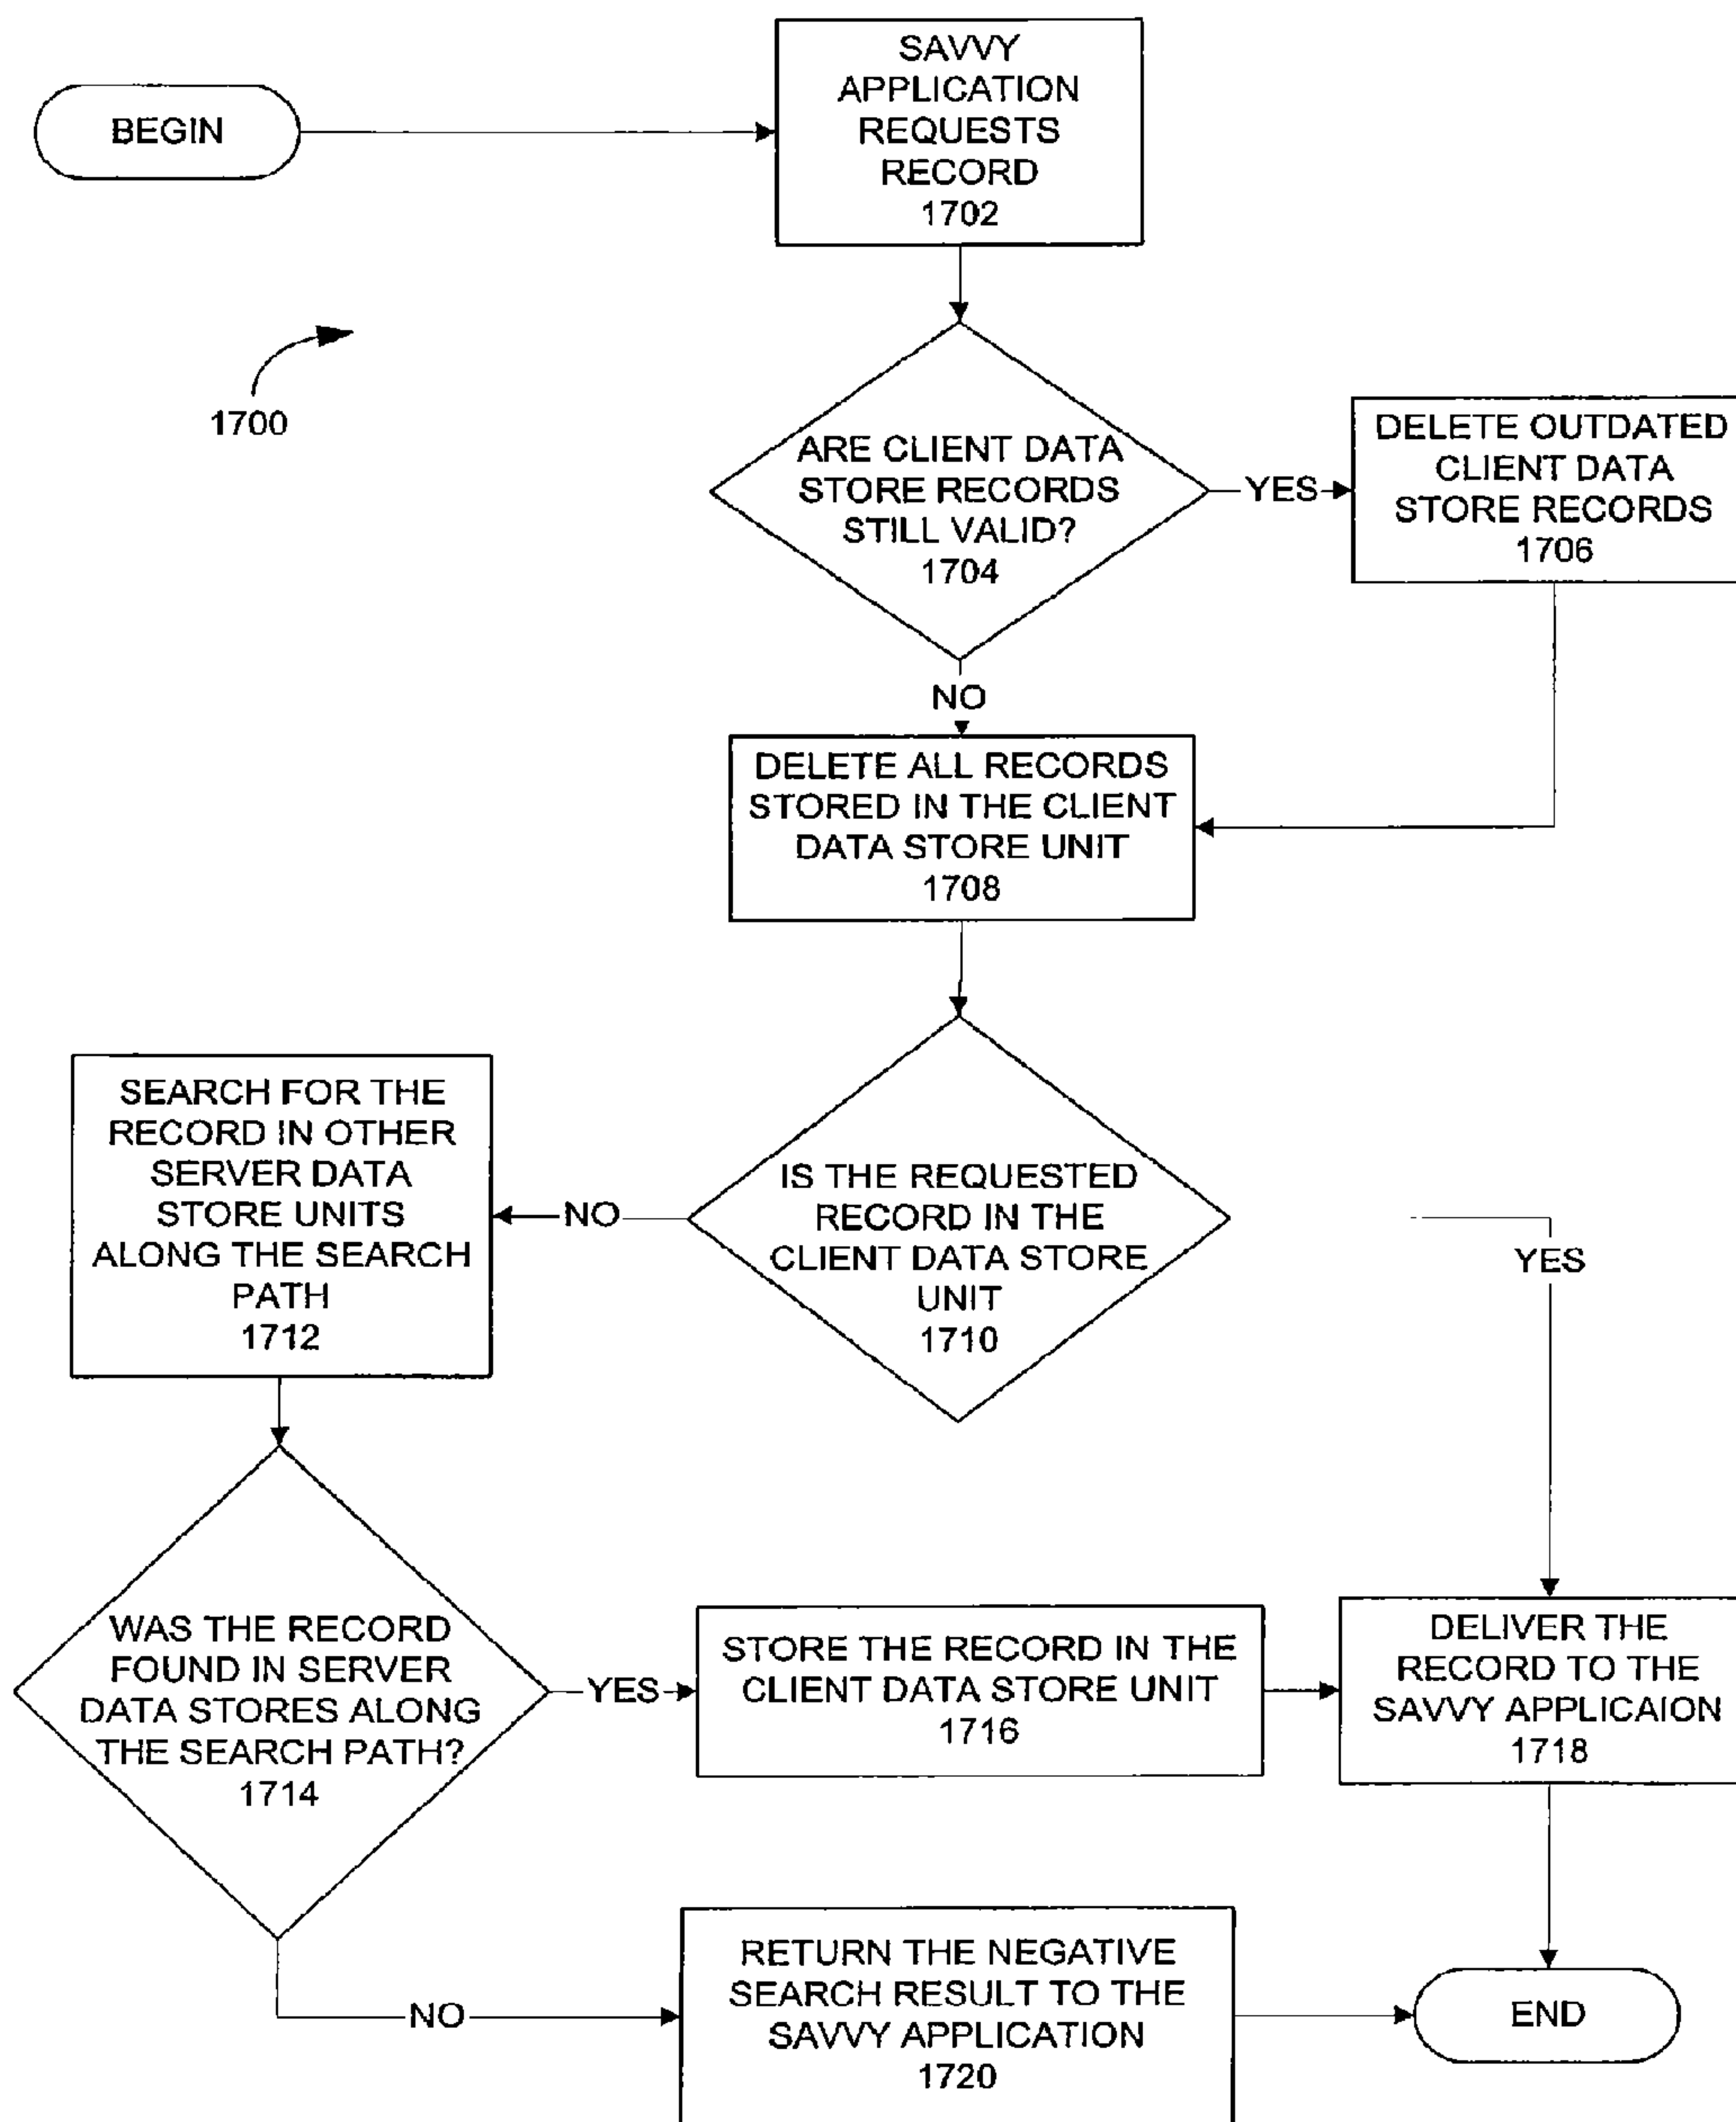 BEGIN
SAVVY
APPLICATION
REQUESTS
RECORD
1702
1700
ARE CLIENT DATA
STORE RECORDS
STILL VALID?
1704
YES
DELETE OUTDATED
CLIENT DATA
STORE RECORDS
1706
NO
DELETE ALL RECORDS
STORED IN THE CLIENT
DATA STORE UNIT
1708
IS THE REQUESTED
RECORD IN THE
CLIENT DATA STORE
UNIT
1710
NO
YES
SEARCH FOR THE
RECORD IN OTHER
SERVER DATA
STORE UNITS
ALONG THE SEARCH
PATH
1712
WAS THE RECORD
FOUND IN SERVER
DATA STORES ALONG
THE SEARCH PATH?
1714
YES
STORE THE RECORD IN THE
CLIENT DATA STORE UNIT
1716
DELIVER THE
RECORD TO THE
SAVVY APPLICAION
1718
NO
RETURN THE NEGATIVE
SEARCH RESULT TO THE
SAVVY APPLICATION
1720
END